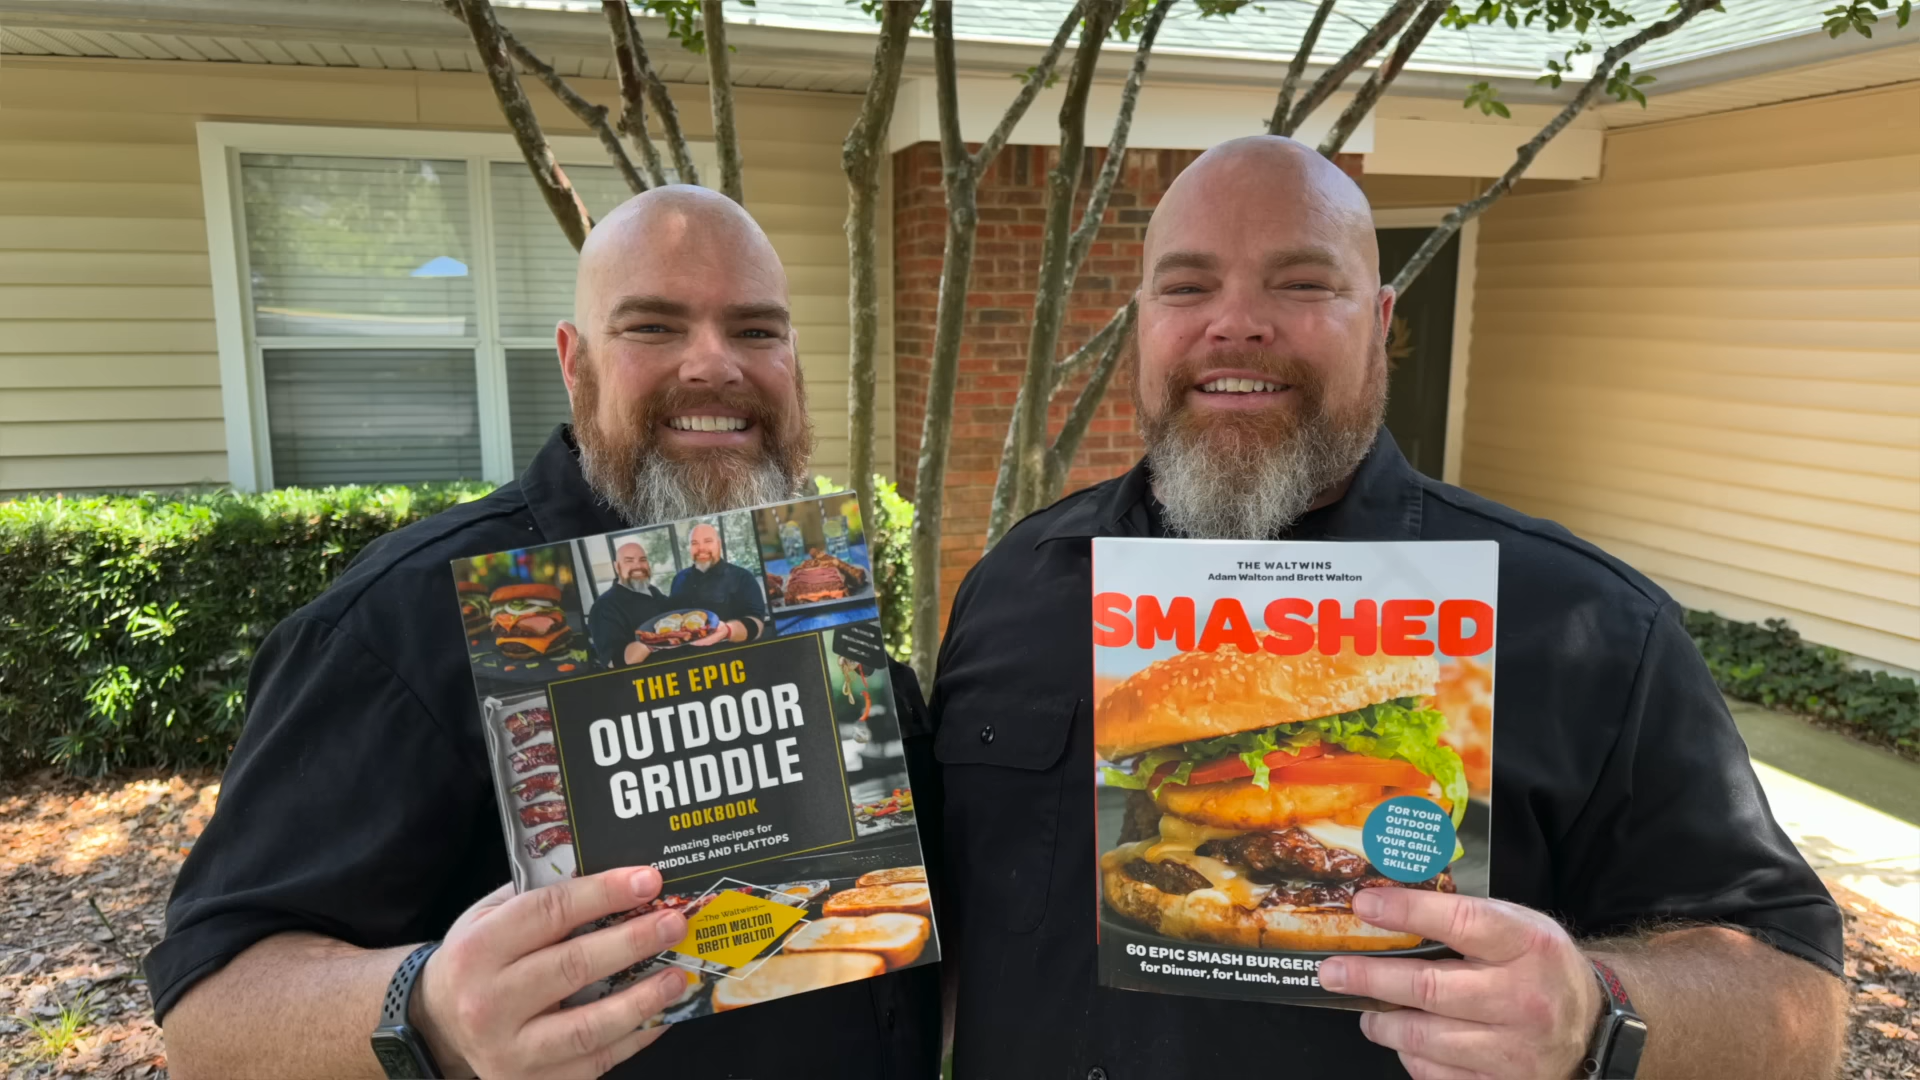 THE EPIC
OUTDOOR
GRIDDLE
COOKBOOK
Amazing Recipes for
GRIDDLES AND FLATTOPS
The Waltwins
ADAM WALTON
BRETT WALTON
THE WALTWINS
Adam Walton and Brett Walton
SMASHED
FOR YOUR
OUTDOOR
GRIDDLE,
YOUR GRILL,
OR YOUR
SKILLET
60 EPIC SMASH BURGERS
for Dinner, for Lunch, and